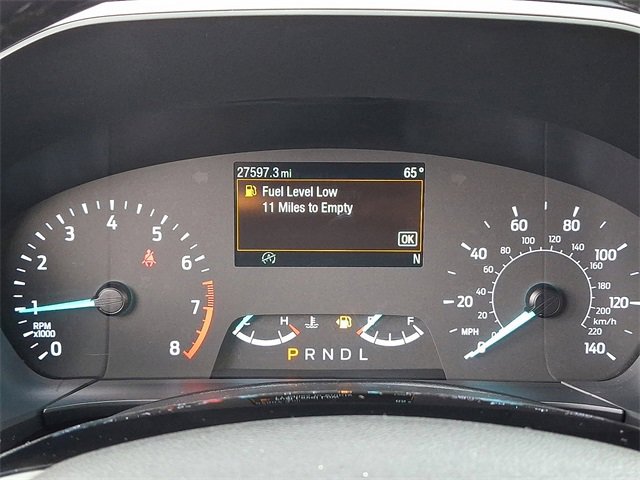 27597.3 mi 65°
Fuel Level Low
11 Miles to Empty
OK
N
0 1 2 3 4 5 6 7 8
RPM
x1000
C H
E F
P R N D L
0 20 40 60 80 100 120 140
MPH
20 40 60 80 100 120 140 160 180 200 220
km/h